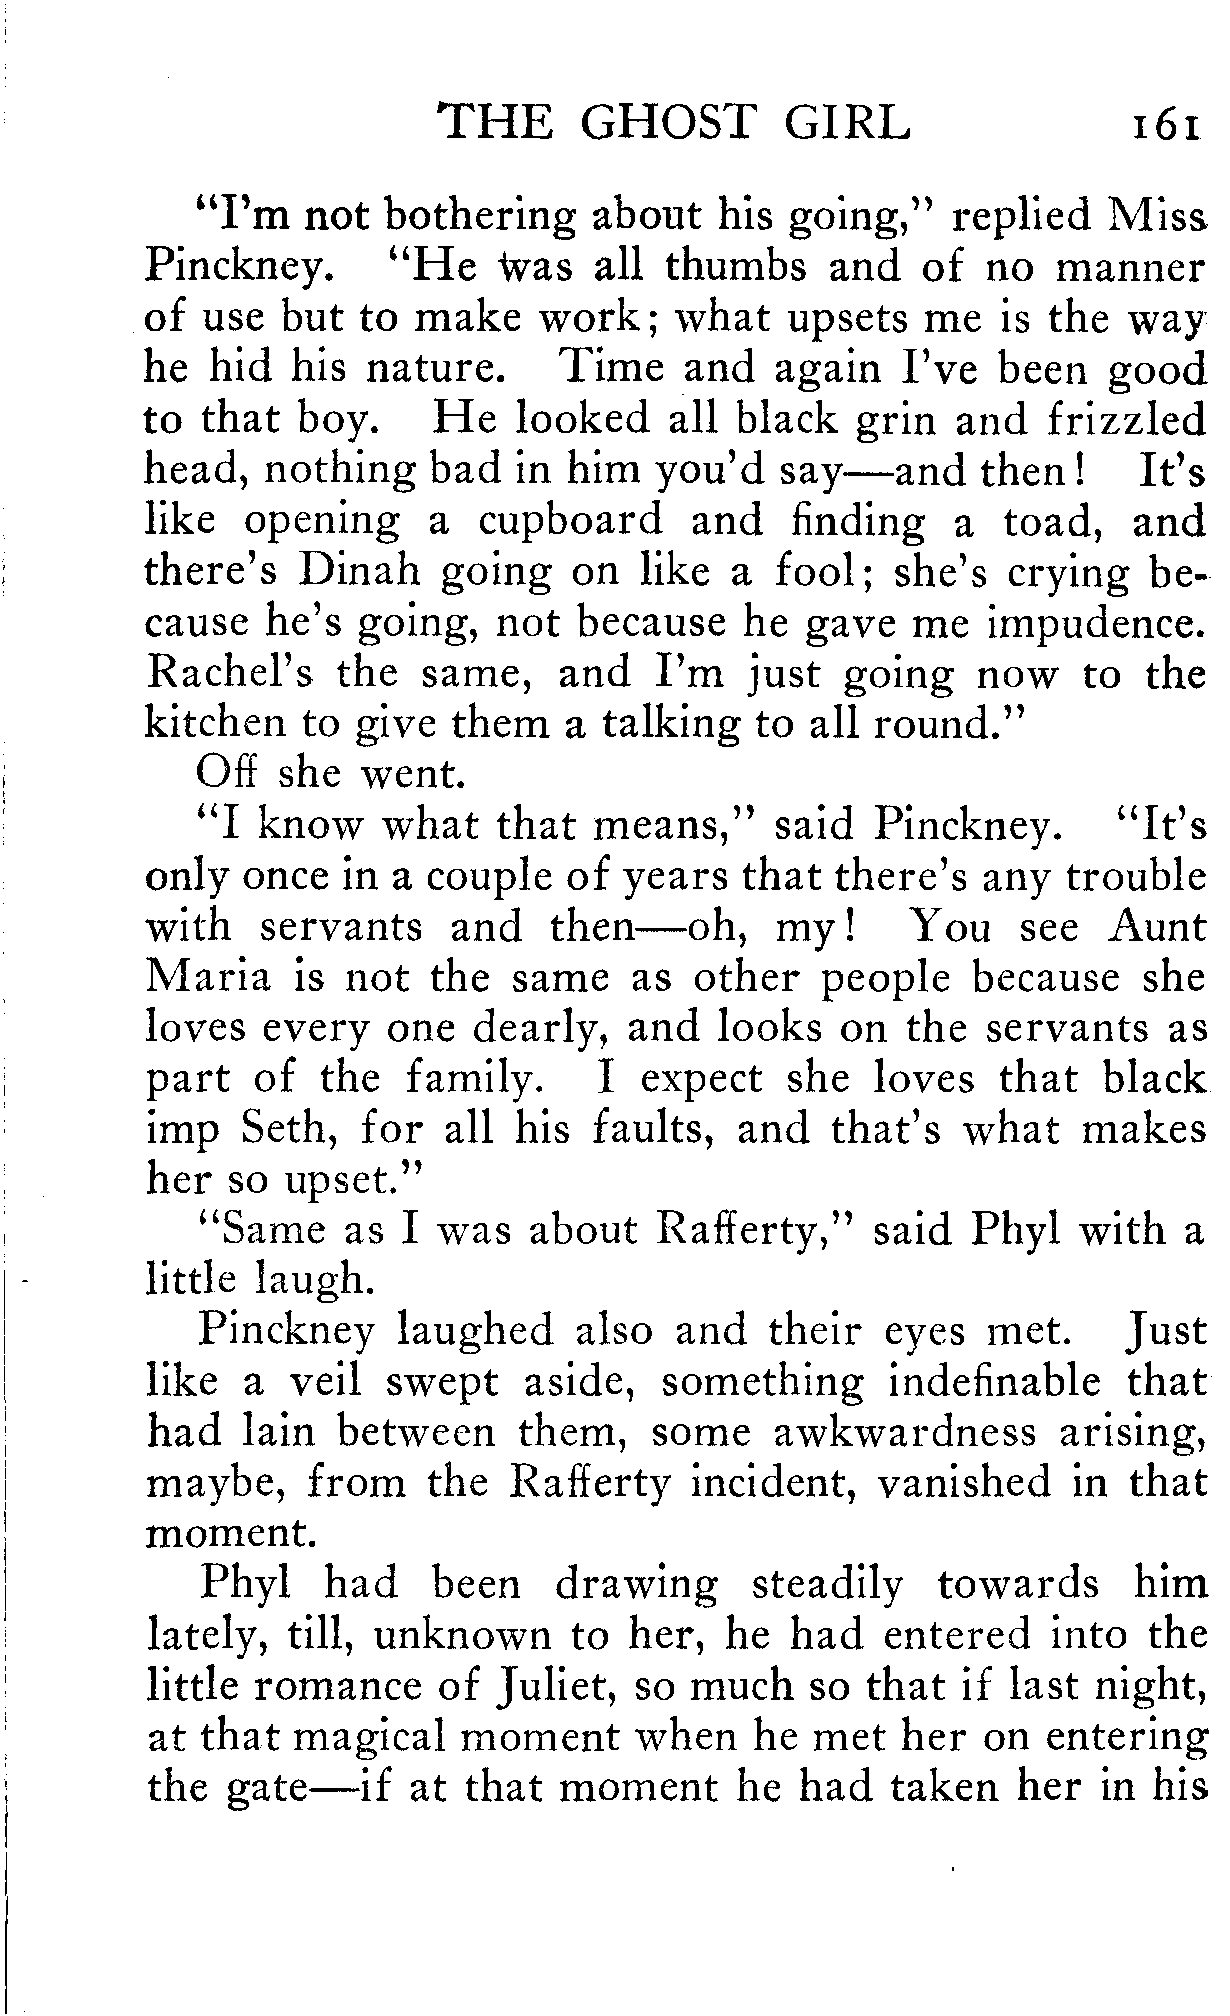 THE GHOST GIRL 161
"I'm not bothering about his going," replied Miss
Pinckney. "He was all thumbs and of no manner
of use but to make work; what upsets me is the way
he hid his nature. Time and again I've been good
to that boy. He looked all black grin and frizzled
head, nothing bad in him you'd say—and then! It's
like opening a cupboard and finding a toad, and
there's Dinah going on like a fool; she's crying be-
cause he's going, not because he gave me impudence.
Rachel's the same, and I'm just going now to the
kitchen to give them a talking to all round."
Off she went.
"I know what that means," said Pinckney. "It's
only once in a couple of years that there's any trouble
with servants and then—oh, my! You see Aunt
Maria is not the same as other people because she
loves every one dearly, and looks on the servants as
part of the family. I expect she loves that black
imp Seth, for all his faults, and that's what makes
her so upset."
"Same as I was about Rafferty," said Phyl with a
little laugh.
Pinckney laughed also and their eyes met. Just
like a veil swept aside, something indefinable that
had lain between them, some awkwardness arising,
maybe, from the Rafferty incident, vanished in that
moment.
Phyl had been drawing steadily towards him
lately, till, unknown to her, he had entered into the
little romance of Juliet, so much so that if last night,
at that magical moment when he met her on entering
the gate—if at that moment he had taken her in his